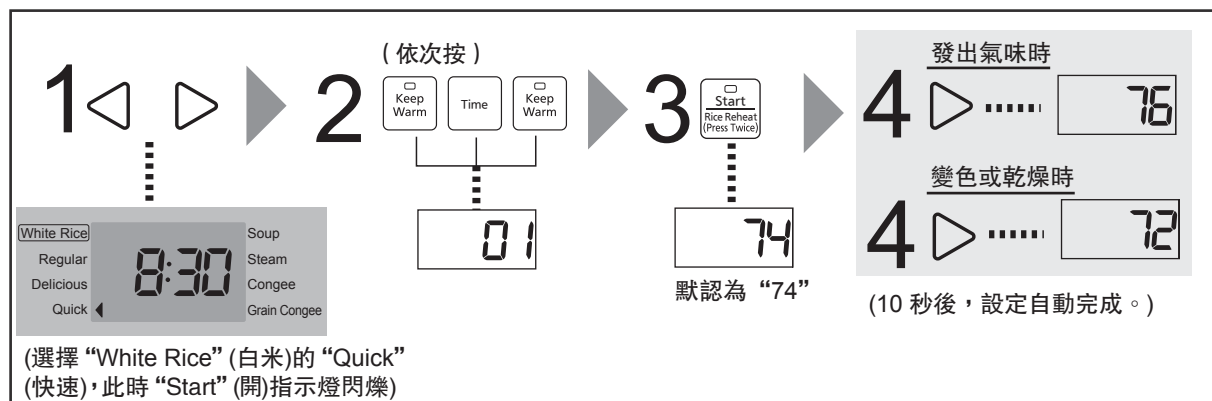 1
2
(依次按)
Keep
Warm
Time
Keep
Warm
3
Start
Rice Reheat
(Press Twice)
4
發出氣味時
76
4
變色或乾燥時
72
White Rice
Regular
Delicious
Quick
8:30
Soup
Steam
Congee
Grain Congee
01
74
默認為“74”
(10 秒後，設定自動完成。)
(選擇 “White Rice” (白米)的 “Quick”
(快速)，此時 “Start” (開)指示燈閃爍)